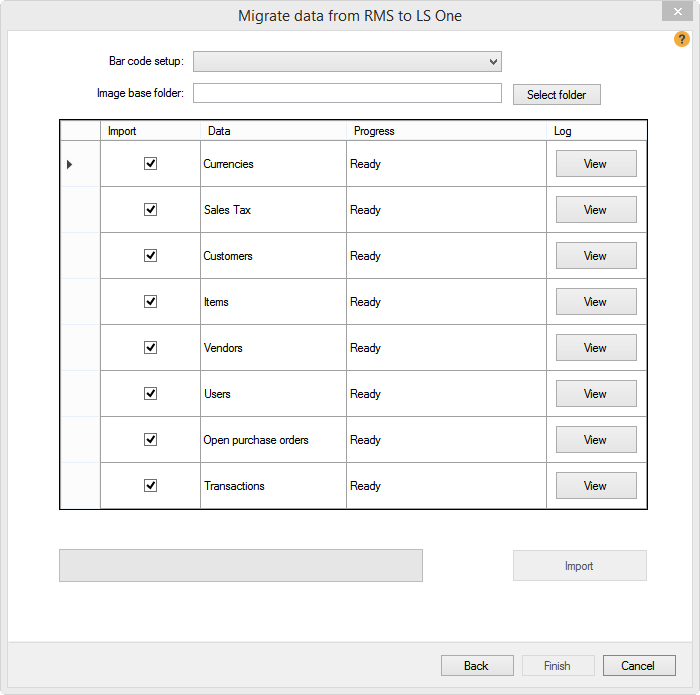 Migrate data from RMS to LS One
?
Bar code setup:
Image base folder:
Select folder
Import Data Progress Log
Currencies Ready View
Sales Tax Ready View
Customers Ready View
Items Ready View
Vendors Ready View
Users Ready View
Open purchase orders Ready View
Transactions Ready View
Import
Back Finish Cancel